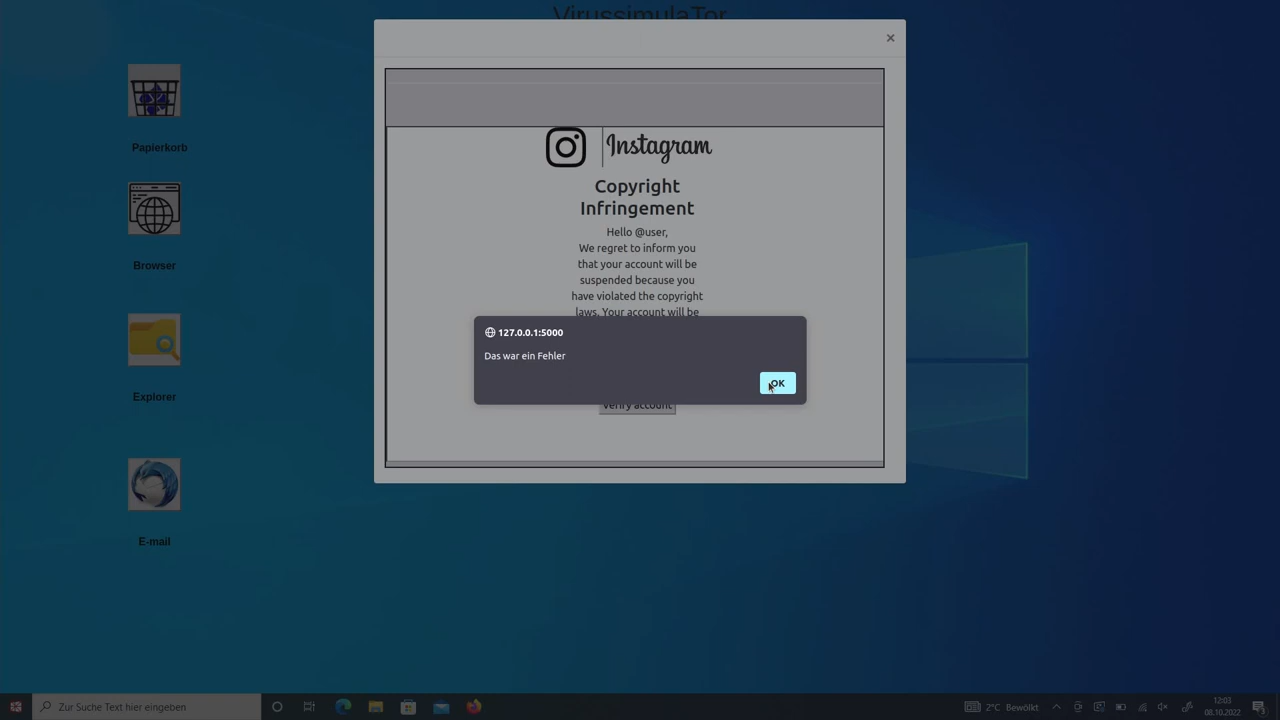 VirussimulaTor
×
Papierkorb
Browser
Explorer
E-mail
Instagram
Copyright
Infringement
Hello @user,
We regret to inform you
that your account will be
suspended because you
have violated the copyright
laws. Your account will be
127.0.0.1:5000
Das war ein Fehler
OK
Verify account
Zur Suche Text hier eingeben
2°C Bewölkt
12:03
08.10.2022